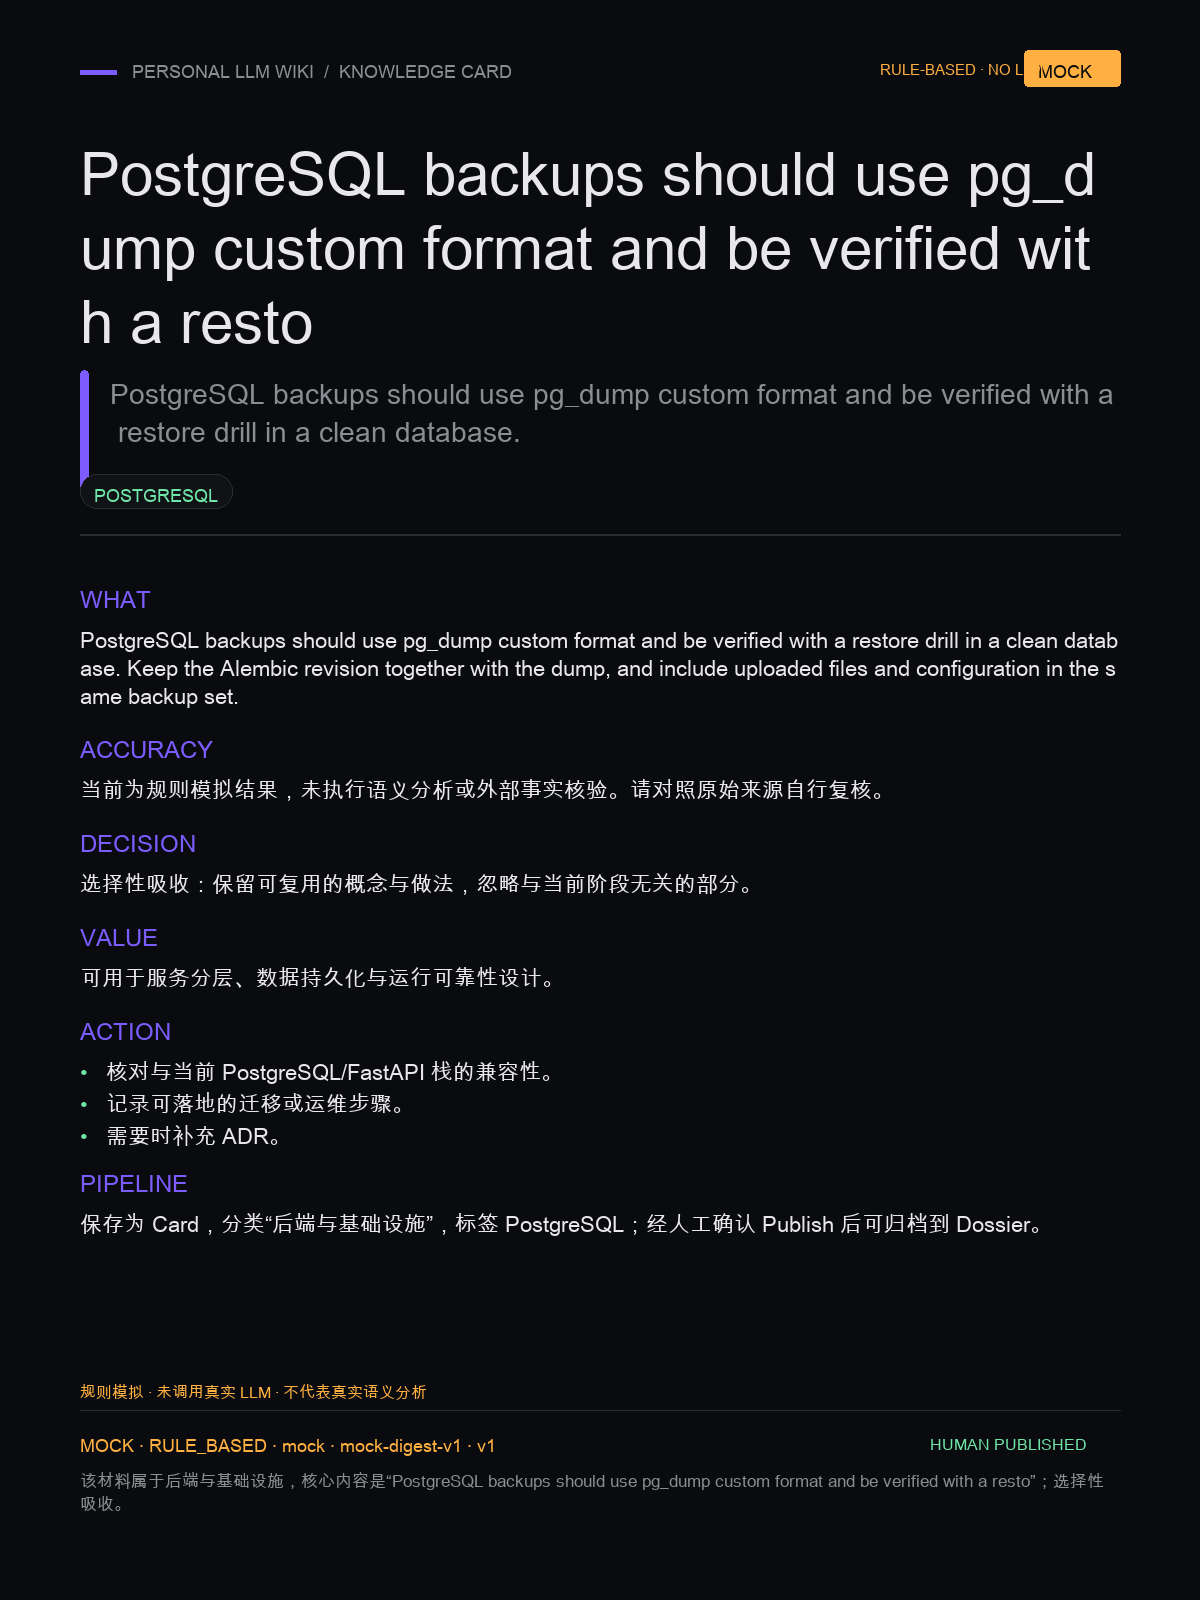 PERSONAL LLM WIKI / KNOWLEDGE CARD
RULE-BASED · NO L
MOCK
PostgreSQL backups should use pg_d
ump custom format and be verified wit
h a resto
PostgreSQL backups should use pg_dump custom format and be verified with a
restore drill in a clean database.
POSTGRESQL
WHAT
PostgreSQL backups should use pg_dump custom format and be verified with a restore drill in a clean datab
ase. Keep the Alembic revision together with the dump, and include uploaded files and configuration in the s
ame backup set.
ACCURACY
当前为规则模拟结果，未执行语义分析或外部事实核验。请对照原始来源自行复核。
DECISION
选择性吸收：保留可复用的概念与做法，忽略与当前阶段无关的部分。
VALUE
可用于服务分层、数据持久化与运行可靠性设计。
ACTION
• 核对与当前 PostgreSQL/FastAPI 栈的兼容性。
• 记录可落地的迁移或运维步骤。
• 需要时补充 ADR。
PIPELINE
保存为 Card，分类“后端与基础设施”，标签 PostgreSQL；经人工确认 Publish 后可归档到 Dossier。
规则模拟 · 未调用真实 LLM · 不代表真实语义分析
MOCK · RULE_BASED · mock · mock-digest-v1 · v1
HUMAN PUBLISHED
该材料属于后端与基础设施，核心内容是“PostgreSQL backups should use pg_dump custom format and be verified with a resto”；选择性
吸收。